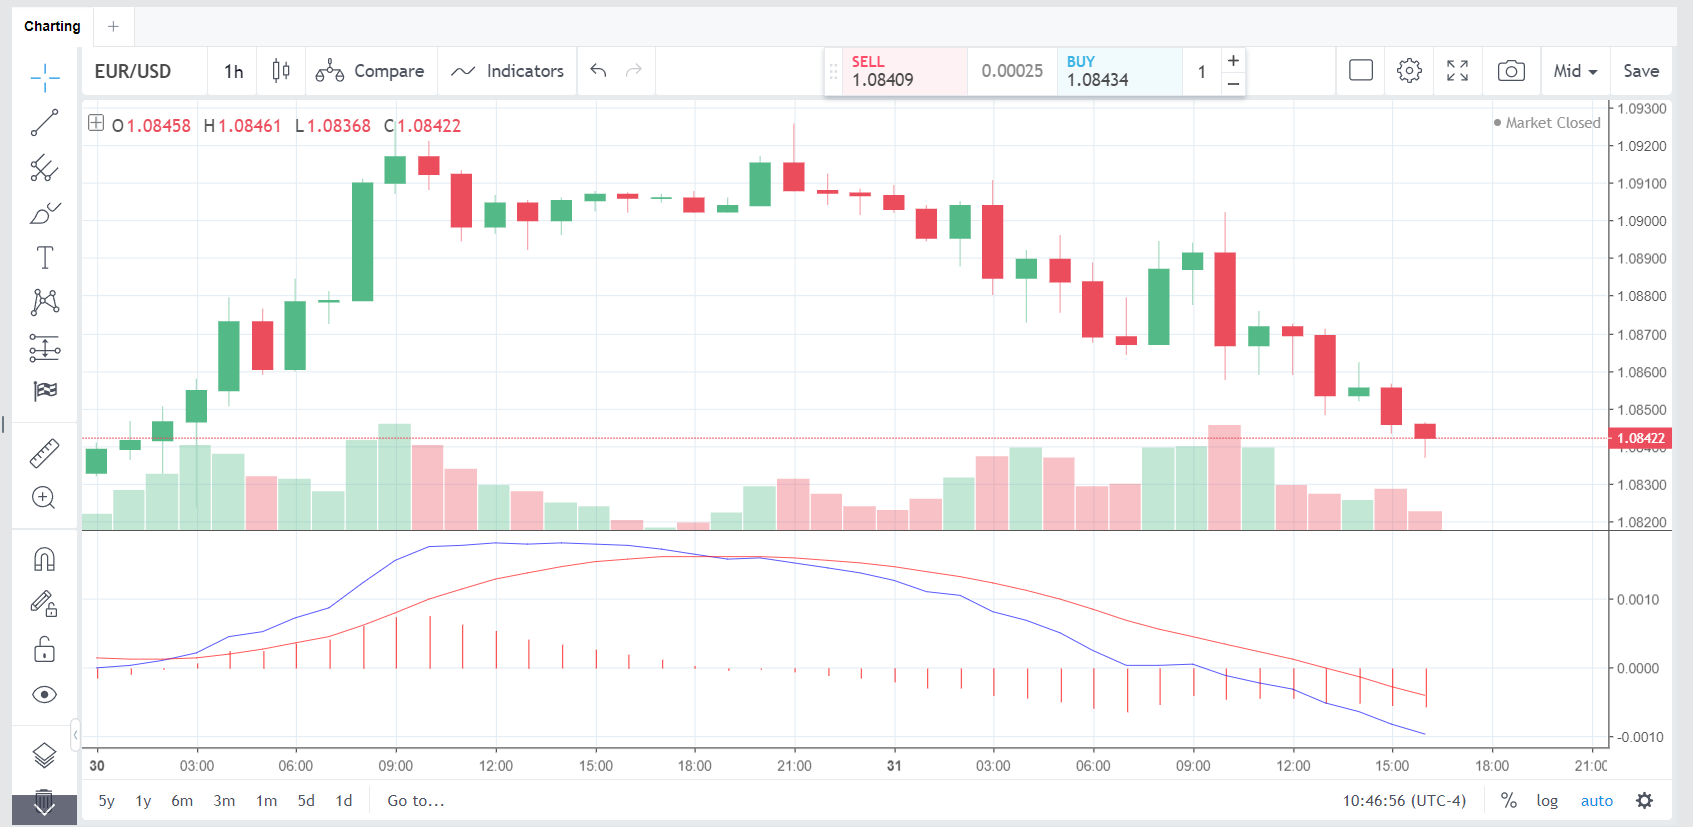 Charting +
EUR/USD 1h Compare Indicators SELL 1.08409 0.00025 BUY 1.08434 1 + − Mid Save
O1.08458 H1.08461 L1.08368 C1.08422
Market Closed
1.09300
1.09200
1.09100
1.09000
1.08900
1.08800
1.08700
1.08600
1.08500
1.08422
1.08400
1.08300
1.08200
0.0010
0.0000
-0.0010
30 03:00 06:00 09:00 12:00 15:00 18:00 21:00 31 03:00 06:00 09:00 12:00 15:00 18:00 21:00
5y 1y 6m 3m 1m 5d 1d Go to... 10:46:56 (UTC-4) % log auto